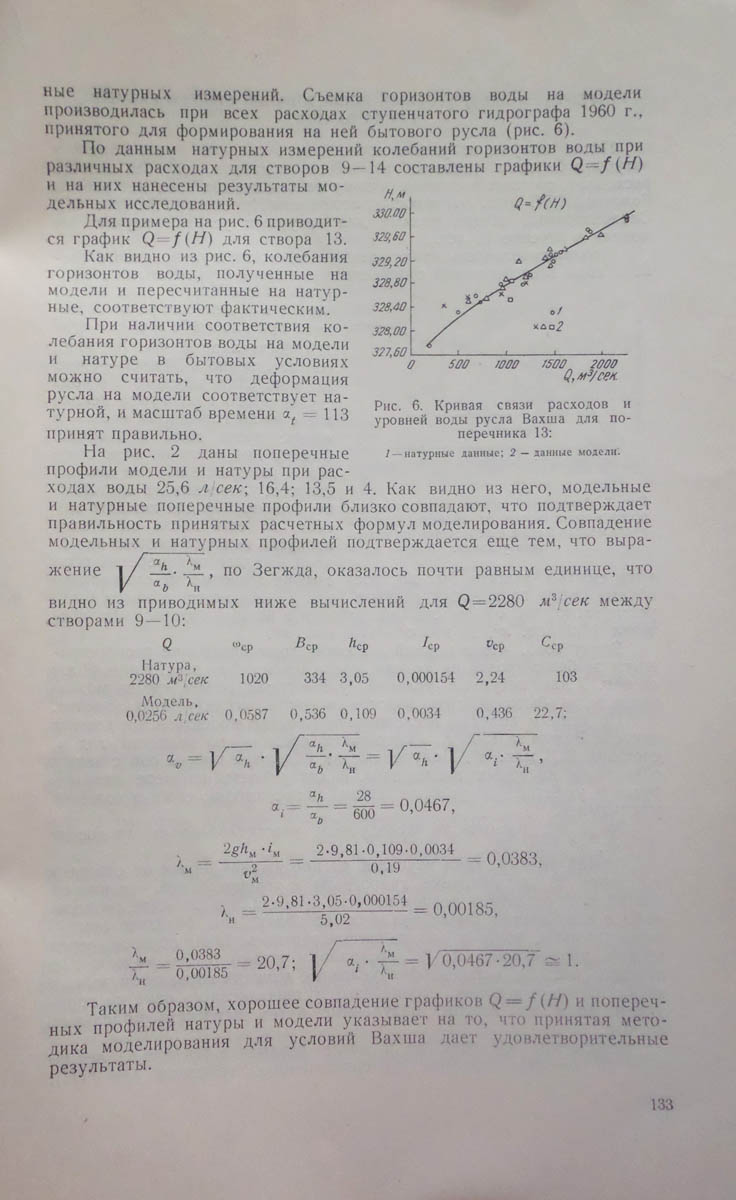 ные натурных измерений. Съемка горизонтов воды на модели
производилась при всех расходах ступенчатого гидрографа 1960 г.,
принятого для формирования на ней бытового русла (рис. 6).
По данным натурных измерений колебаний горизонтов воды при
различных расходах для створов 9—14 составлены графики Q=f(H)
и на них нанесены результаты мо-
дельных исследований.
Для примера на рис. 6 приводит-
ся график Q=f(H) для створа 13.
Как видно из рис. 6, колебания
горизонтов воды, полученные на
модели и пересчитанные на натур-
ные, соответствуют фактическим.
При наличии соответствия ко-
лебания горизонтов воды на модели
и натуре в бытовых условиях
можно считать, что деформация
русла на модели соответствует на-
турной, и масштаб времени α_t = 113
принят правильно.
На рис. 2 даны поперечные
профили модели и натуры при рас-
H, м
Q=f(H)
330.00
329,60
329,20
328,80
328,40
328,00
327,60
о1
×△□2
0 500 1000 1500 2000
Q, м³/сек
Рис. 6. Кривая связи расходов и
уровней воды русла Вахша для по-
перечника 13:
1 — натурные данные; 2 — данные модели.
ходах воды 25,6 л/сек; 16,4; 13,5 и 4. Как видно из него, модельные
и натурные поперечные профили близко совпадают, что подтверждает
правильность принятых расчетных формул моделирования. Совпадение
модельных и натурных профилей подтверждается еще тем, что выра-
жение √(α_h/α_b · λ_м/λ_н), по Зегжда, оказалось почти равным единице, что
видно из приводимых ниже вычислений для Q=2280 м³/сек между
створами 9—10:
Q ω_ср B_ср h_ср I_ср v_ср C_ср
Натура,
2280 м³/сек 1020 334 3,05 0,000154 2,24 103
Модель,
0,0256 л/сек 0,0587 0,536 0,109 0,0034 0,436 22,7;
α_v = √α_h · √(α_h/α_b · λ_м/λ_н) = √α_h · √(α_i · λ_м/λ_н),
α_i = α_h/α_b = 28/600 = 0,0467,
λ_м = 2gh_м · i_м / v²_м = 2·9,81·0,109·0,0034 / 0,19 = 0,0383,
λ_н = 2·9,81·3,05·0,000154 / 5,02 = 0,00185,
λ_м/λ_н = 0,0383/0,00185 = 20,7; √(α_i · λ_м/λ_н) = √(0,0467·20,7) ≃ 1.
Таким образом, хорошее совпадение графиков Q=f(H) и попереч-
ных профилей натуры и модели указывает на то, что принятая мето-
дика моделирования для условий Вахша дает удовлетворительные
результаты.
133